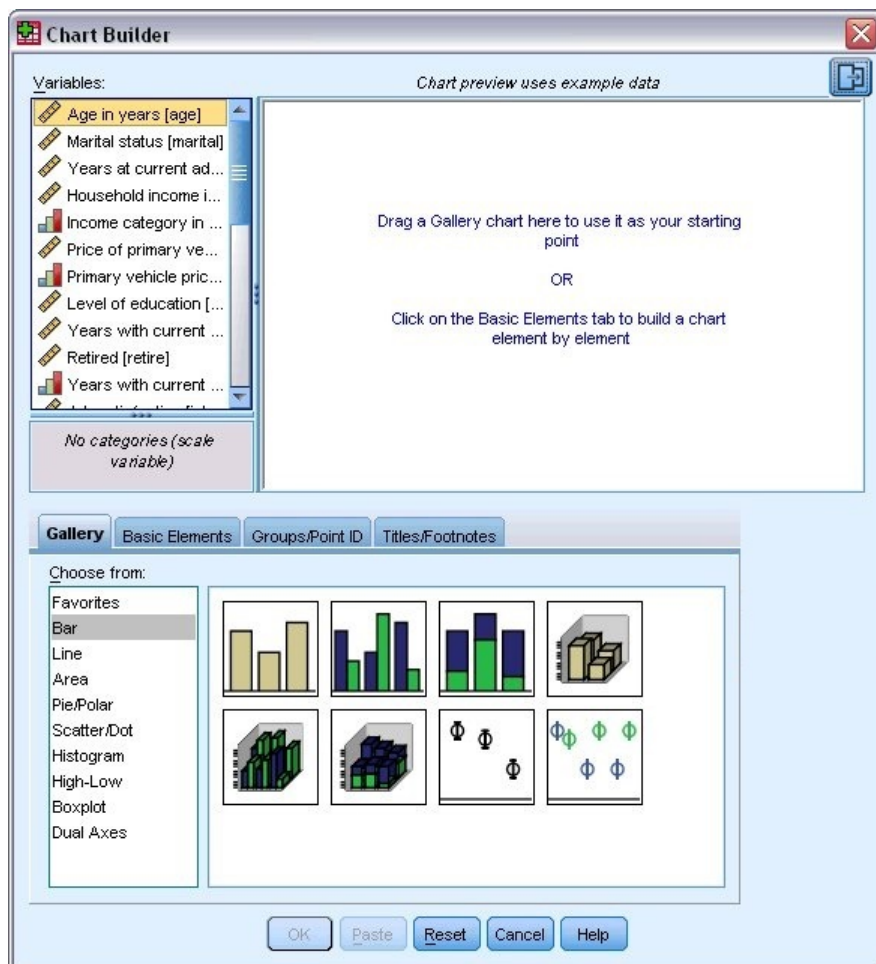 Chart Builder
Variables:
Chart preview uses example data
Age in years [age]
Marital status [marital]
Years at current ad...
Household income i...
Income category in ...
Price of primary ve...
Primary vehicle pric...
Level of education [...
Years with current ...
Retired [retire]
Years with current ...
Drag a Gallery chart here to use it as your starting
point
OR
Click on the Basic Elements tab to build a chart
element by element
No categories (scale
variable)
Gallery
Basic Elements
Groups/Point ID
Titles/Footnotes
Choose from:
Favorites
Bar
Line
Area
Pie/Polar
Scatter/Dot
Histogram
High-Low
Boxplot
Dual Axes
OK
Paste
Reset
Cancel
Help